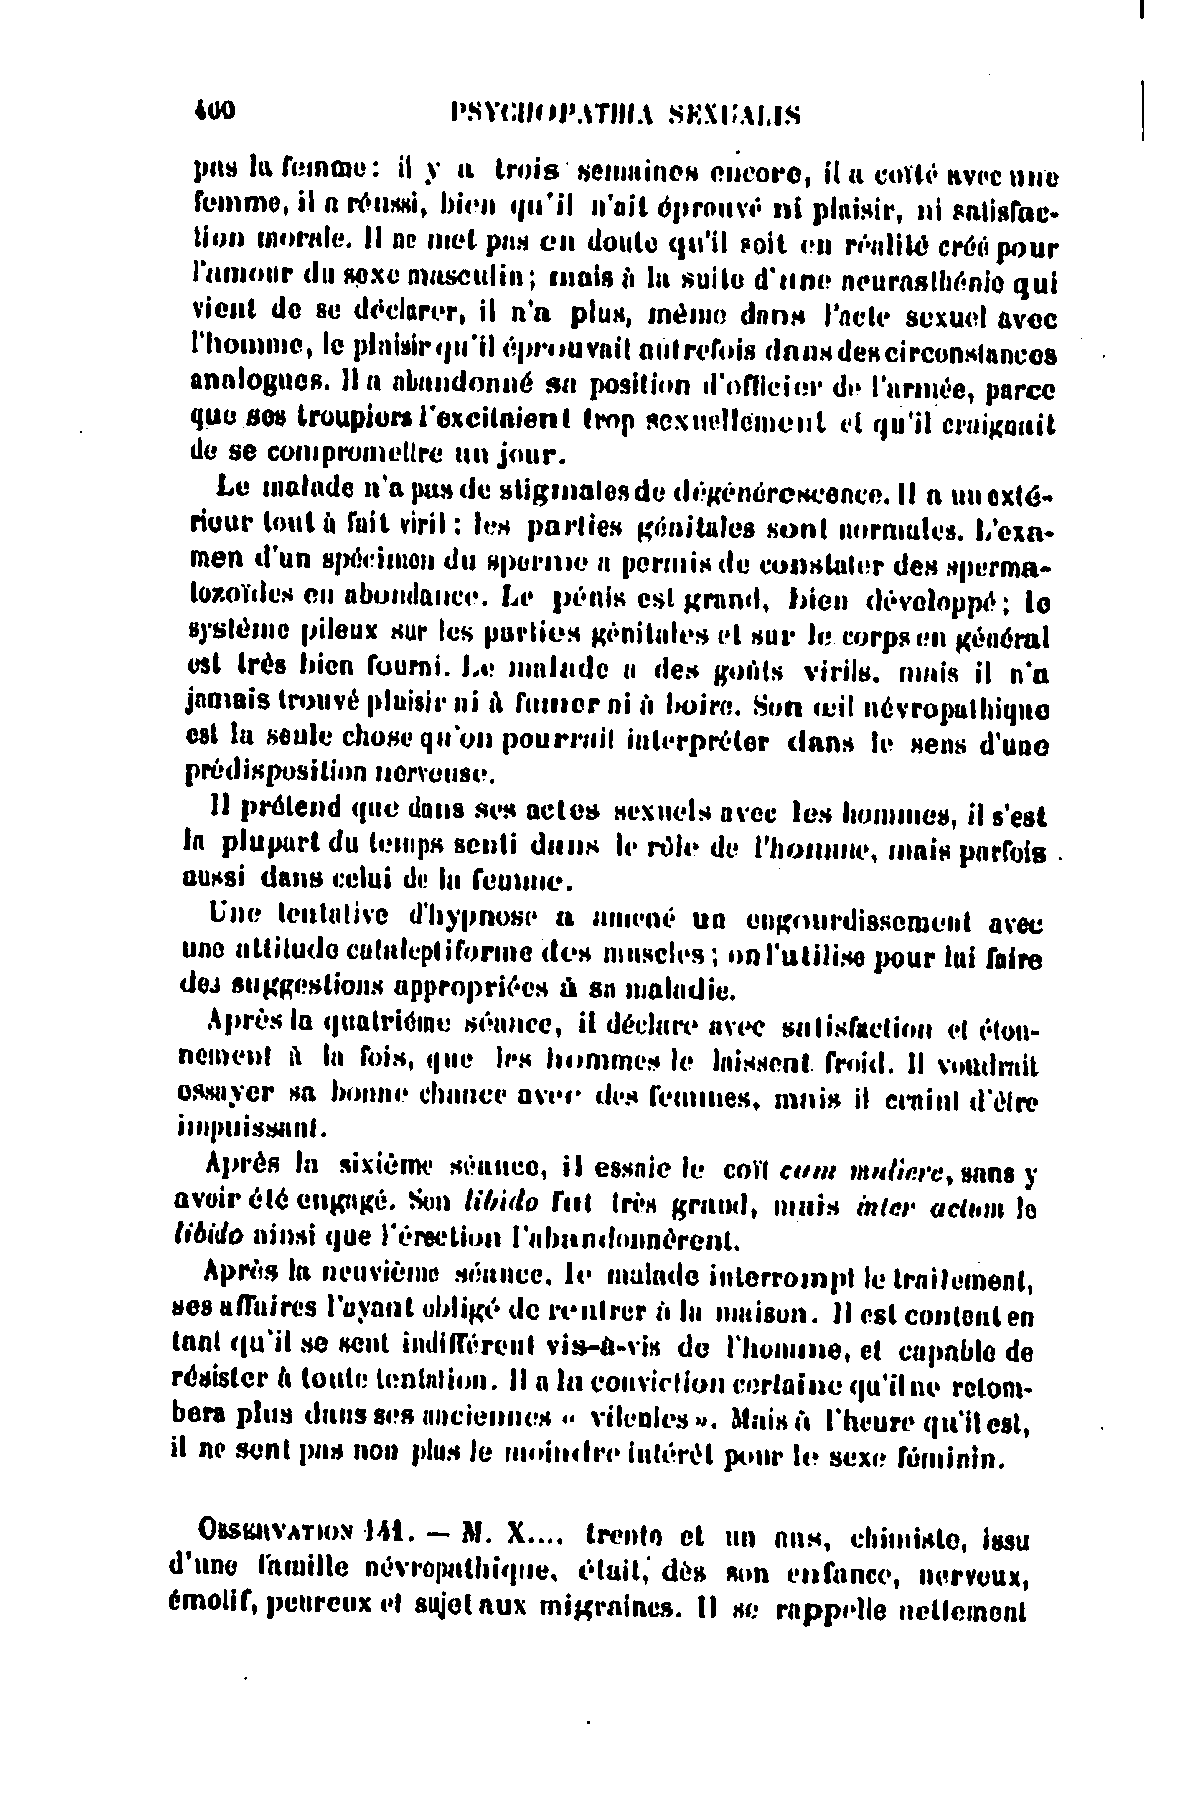 400 PSYCHOPATHIA SEXUALIS
pas la femme : il y a trois semaines encore, il a coïté avec une
femme, il a réussi, bien qu'il n'ait éprouvé ni plaisir, ni satisfac-
tion morale. Il ne met pas en doute qu'il soit en réalité créé pour
l'amour du sexe masculin ; mais à la suite d'une neurasthénie qui
vient de se déclarer, il n'a plus, même dans l'acte sexuel avec
l'homme, le plaisir qu'il éprouvait autrefois dans des circonstances
analogues. Il a abandonné sa position d'officier de l'armée, parce
que ses troupiers l'excitaient trop sexuellement et qu'il craignait
de se compromettre un jour.
Le malade n'a pas de stigmates de dégénérescence. Il a un exté-
rieur tout à fait viril : les parties génitales sont normales. L'exa-
men d'un spécimen du sperme a permis de constater des sperma-
tozoïdes en abondance. Le pénis est grand, bien développé ; le
système pileux sur les parties génitales et sur le corps en général
est très bien fourni. Le malade a des goûts virils, mais il n'a
jamais trouvé plaisir ni à fumer ni à boire. Son œil névropathique
est la seule chose qu'on pourrait interpréter dans le sens d'une
prédisposition nerveuse.
Il prétend que dans ses actes sexuels avec les hommes, il s'est
la plupart du temps senti dans le rôle de l'homme, mais parfois
aussi dans celui de la femme.
Une tentative d'hypnose a amené un engourdissement avec
une attitude cataleptiforme des muscles ; on l'utilise pour lui faire
des suggestions appropriées à sa maladie.
Après la quatrième séance, il déclare avec satisfaction et éton-
nement à la fois, que les hommes le laissent froid. Il voudrait
essayer sa bonne chance avec des femmes, mais il craint d'être
impuissant.
Après la sixième séance, il essaie le coït cum muliere, sans y
avoir été engagé. Son libido fut très grand, mais inter actum le
libido ainsi que l'érection l'abandonnèrent.
Après la neuvième séance, le malade interrompt le traitement,
ses affaires l'ayant obligé de rentrer à la maison. Il est content en
tant qu'il se sent indifférent vis-à-vis de l'homme, et capable de
résister à toute tentation. Il a la conviction certaine qu'il ne retom-
bera plus dans ses anciennes « vilenies ». Mais à l'heure qu'il est,
il ne sent pas non plus le moindre intérêt pour le sexe féminin.
OBSERVATION 141. — M. X...., trente et un ans, chimiste, issu
d'une famille névropathique, était, dès son enfance, nerveux,
émotif, peureux et sujet aux migraines. Il se rappelle nettement